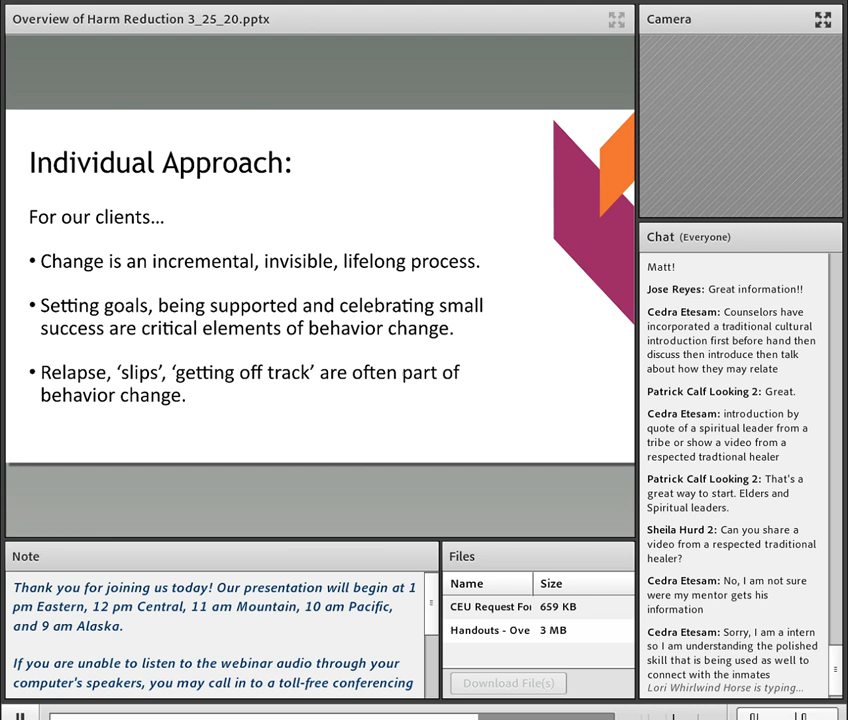 Overview of Harm Reduction 3_25_20.pptx
Individual Approach:
For our clients...
• Change is an incremental, invisible, lifelong process.
• Setting goals, being supported and celebrating small
success are critical elements of behavior change.
• Relapse, ‘slips’, ‘getting off track’ are often part of
behavior change.
Note
Thank you for joining us today! Our presentation will begin at 1
pm Eastern, 12 pm Central, 11 am Mountain, 10 am Pacific,
and 9 am Alaska.
If you are unable to listen to the webinar audio through your
computer's speakers, you may call in to a toll-free conferencing
Files
Name Size
CEU Request For 659 KB
Handouts - Ove 3 MB
Download File(s)
Camera
Chat (Everyone)
Matt!
Jose Reyes: Great information!!
Cedra Etesam: Counselors have
incorporated a traditional cultural
introduction first before hand then
discuss then introduce then talk
about how they may relate
Patrick Calf Looking 2: Great.
Cedra Etesam: introduction by
quote of a spiritual leader from a
tribe or show a video from a
respected tradtional healer
Patrick Calf Looking 2: That's a
great way to start. Elders and
Spiritual leaders.
Sheila Hurd 2: Can you share a
video from a respected traditional
healer?
Cedra Etesam: No, I am not sure
were my mentor gets his
information
Cedra Etesam: Sorry, I am a intern
so I am understanding the polished
skill that is being used as well to
connect with the inmates
Lori Whirlwind Horse is typing...